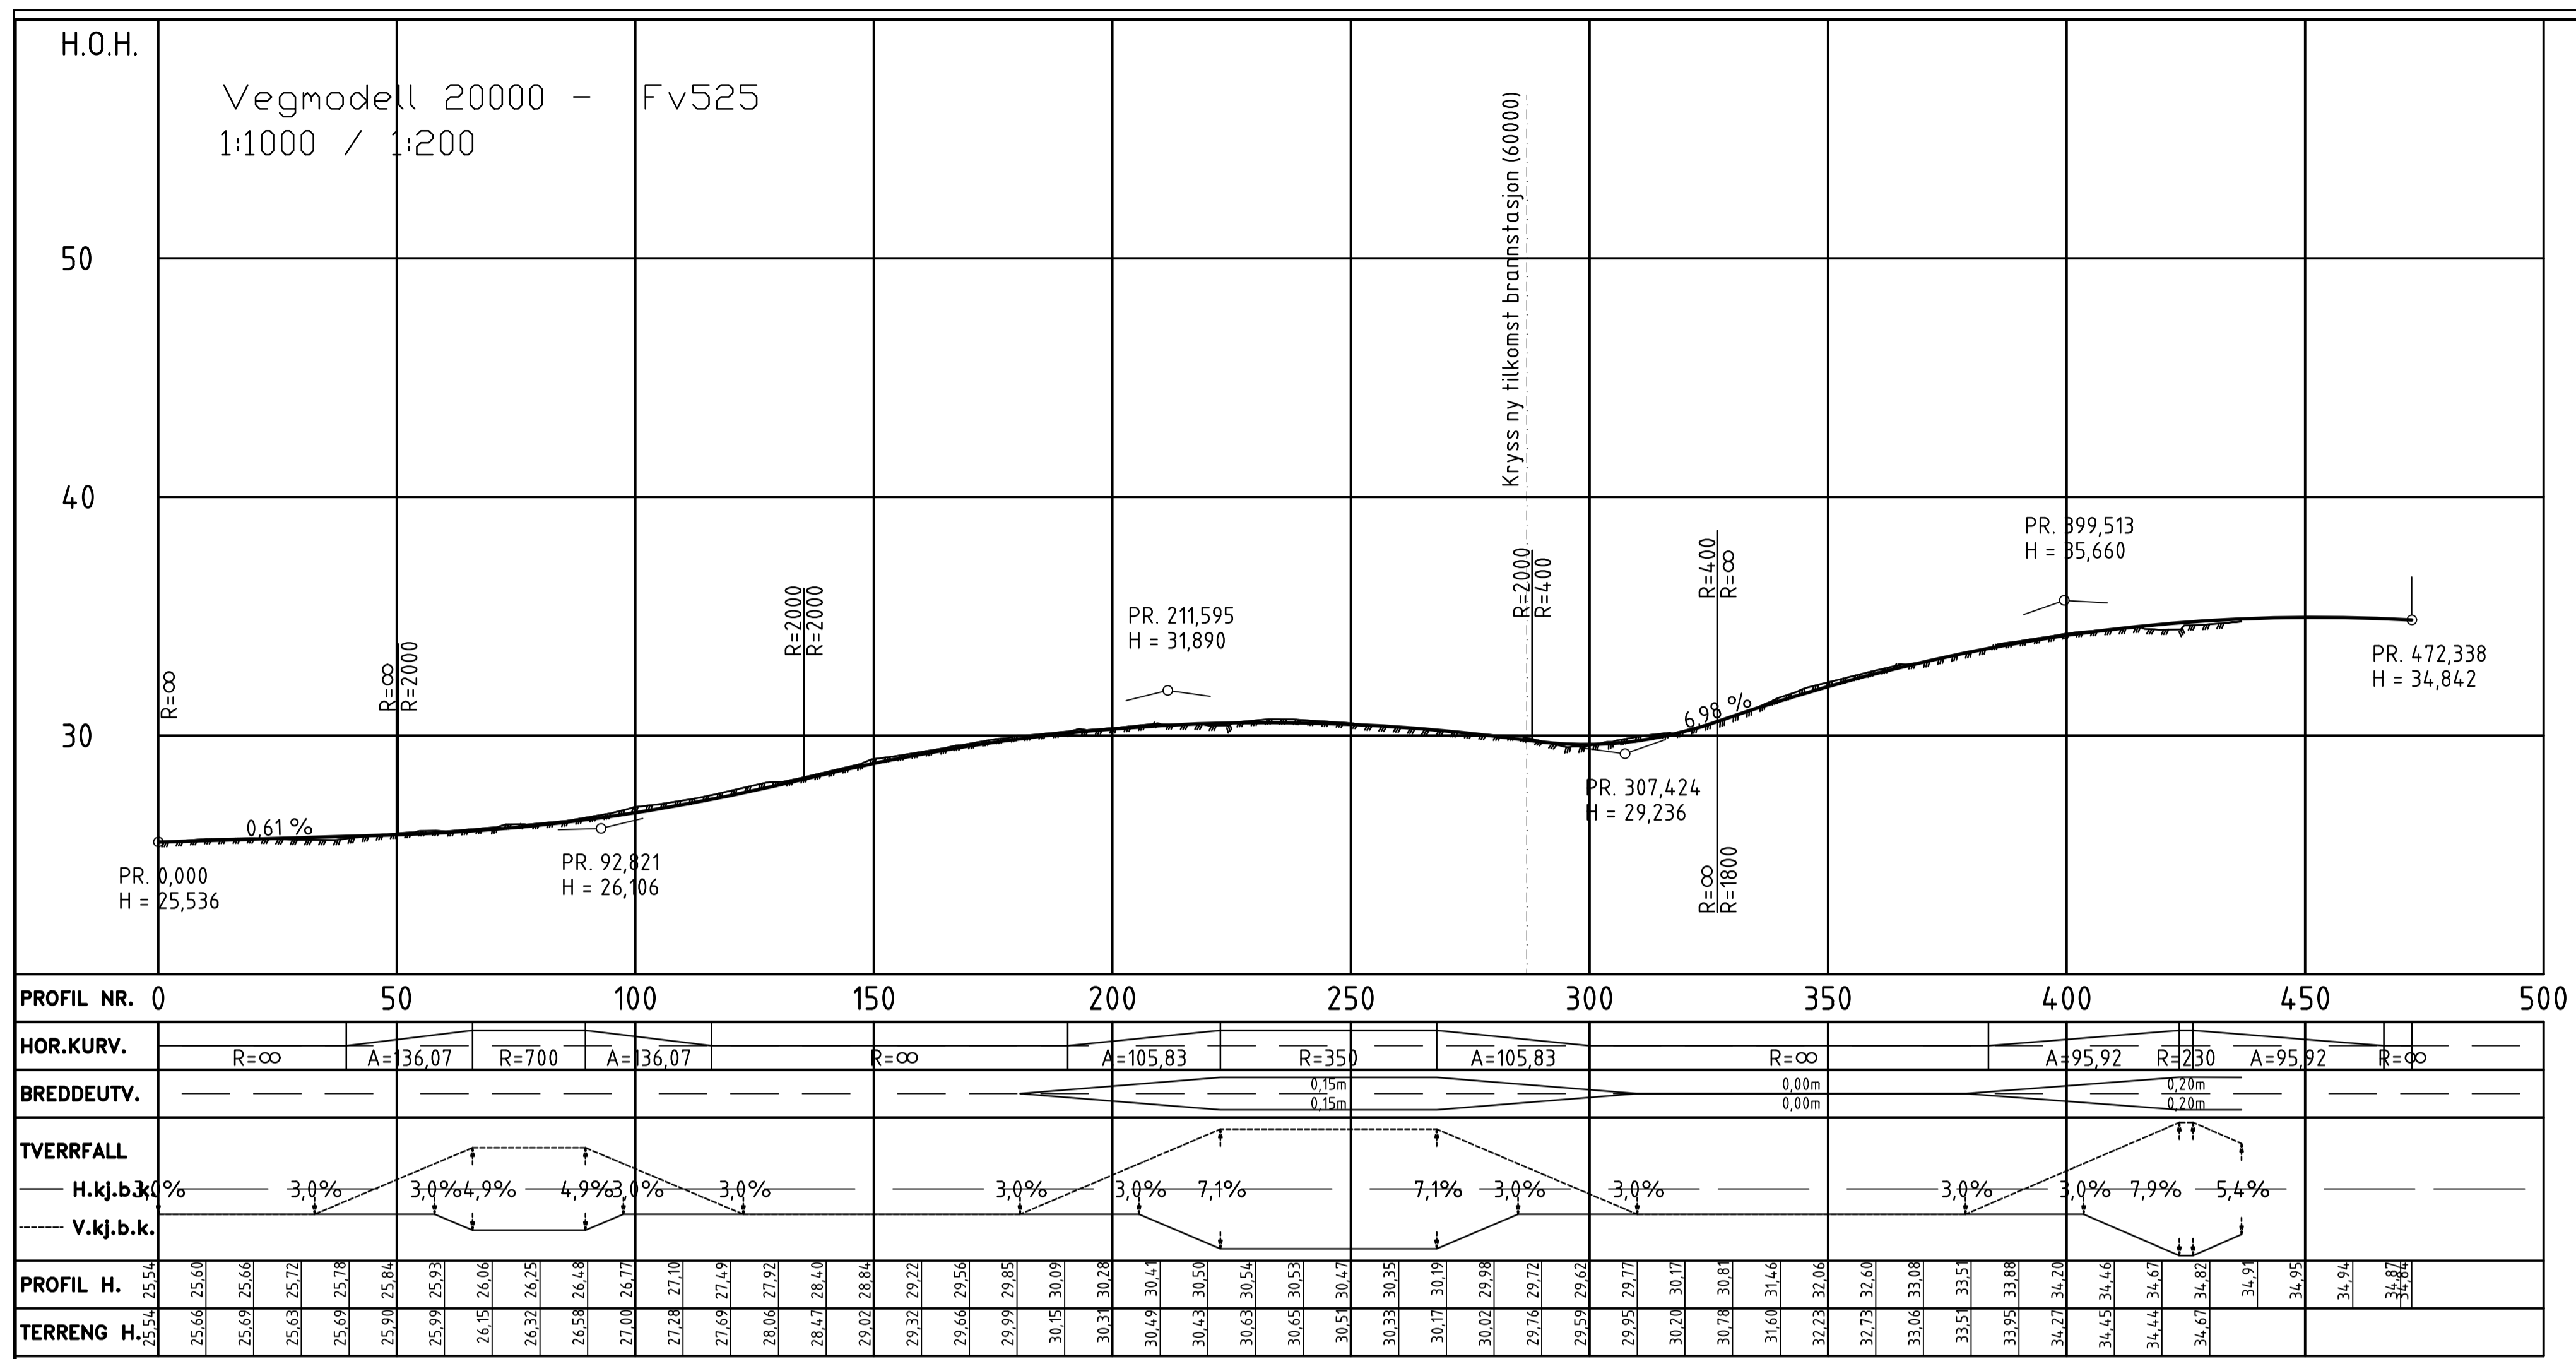 H.O.H.
Vegmodell 20000 - Fv525
1:1000 / 1:200
50
40
30
Kryss ny tilkomst brannstasjon (60000)
R=∞
R=∞
R=2000
R=2000
R=2000
R=2000
R=400
R=400
R=∞
R=∞
R=1800
PR. 0,000
H = 25,536
0,61 %
PR. 92,821
H = 26,106
PR. 211,595
H = 31,890
PR. 307,424
H = 29,236
6,98 %
PR. 399,513
H = 35,660
PR. 472,338
H = 34,842
PROFIL NR. 0 50 100 150 200 250 300 350 400 450 500
HOR.KURV. R=∞ A=136,07 R=700 A=136,07 R=∞ A=105,83 R=350 A=105,83 R=∞ A=95,92 R=230 A=95,92 R=∞
BREDDEUTV. 0,15m 0,00m 0,20m
0,15m 0,00m 0,20m
TVERRFALL
H.kj.b.k. 3,0% 3,0% 3,0% 4,9% 4,9% 3,0% 3,0% 3,0% 3,0% 7,1% 7,1% 3,0% 3,0% 3,0% 3,0% 7,9% 5,4%
V.kj.b.k.
PROFIL H. 25,54 25,60 25,66 25,72 25,78 25,84 25,93 26,06 26,25 26,48 26,77 27,10 27,49 27,92 28,40 28,84 29,22 29,56 29,85 30,09 30,28 30,41 30,50 30,54 30,53 30,47 30,35 30,19 29,98 29,72 29,62 29,77 30,17 30,81 31,46 32,06 32,60 33,08 33,51 33,88 34,20 34,46 34,67 34,82 34,91 34,95 34,94 34,87 34,84
TERRENG H. 25,54 25,66 25,69 25,63 25,69 25,90 25,99 26,15 26,32 26,58 27,00 27,28 27,69 28,06 28,47 29,02 29,32 29,66 29,99 30,15 30,31 30,49 30,43 30,63 30,65 30,51 30,33 30,17 30,02 29,76 29,59 29,95 30,20 30,78 31,60 32,23 32,73 33,06 33,51 33,95 34,27 34,45 34,44 34,67